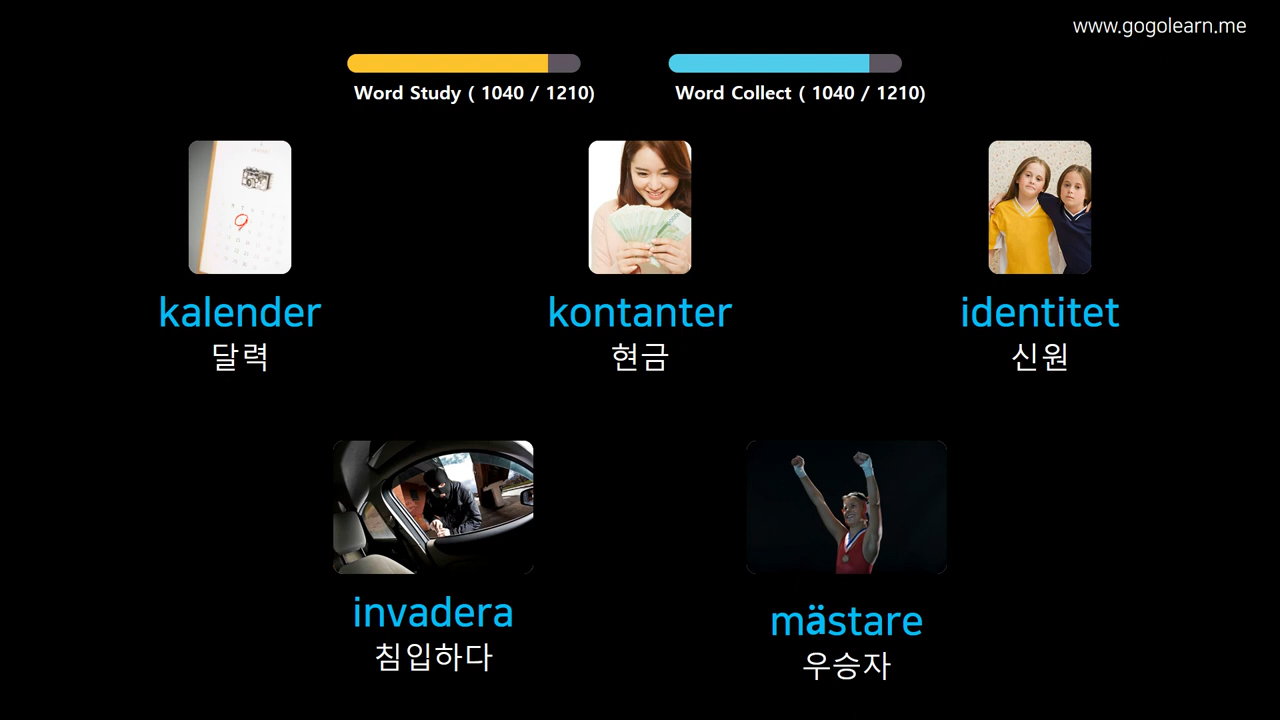 www.gogolearn.me
Word Study ( 1040 / 1210)
Word Collect ( 1040 / 1210)
kalender
달력
kontanter
현금
identitet
신원
invadera
침입하다
mästare
우승자